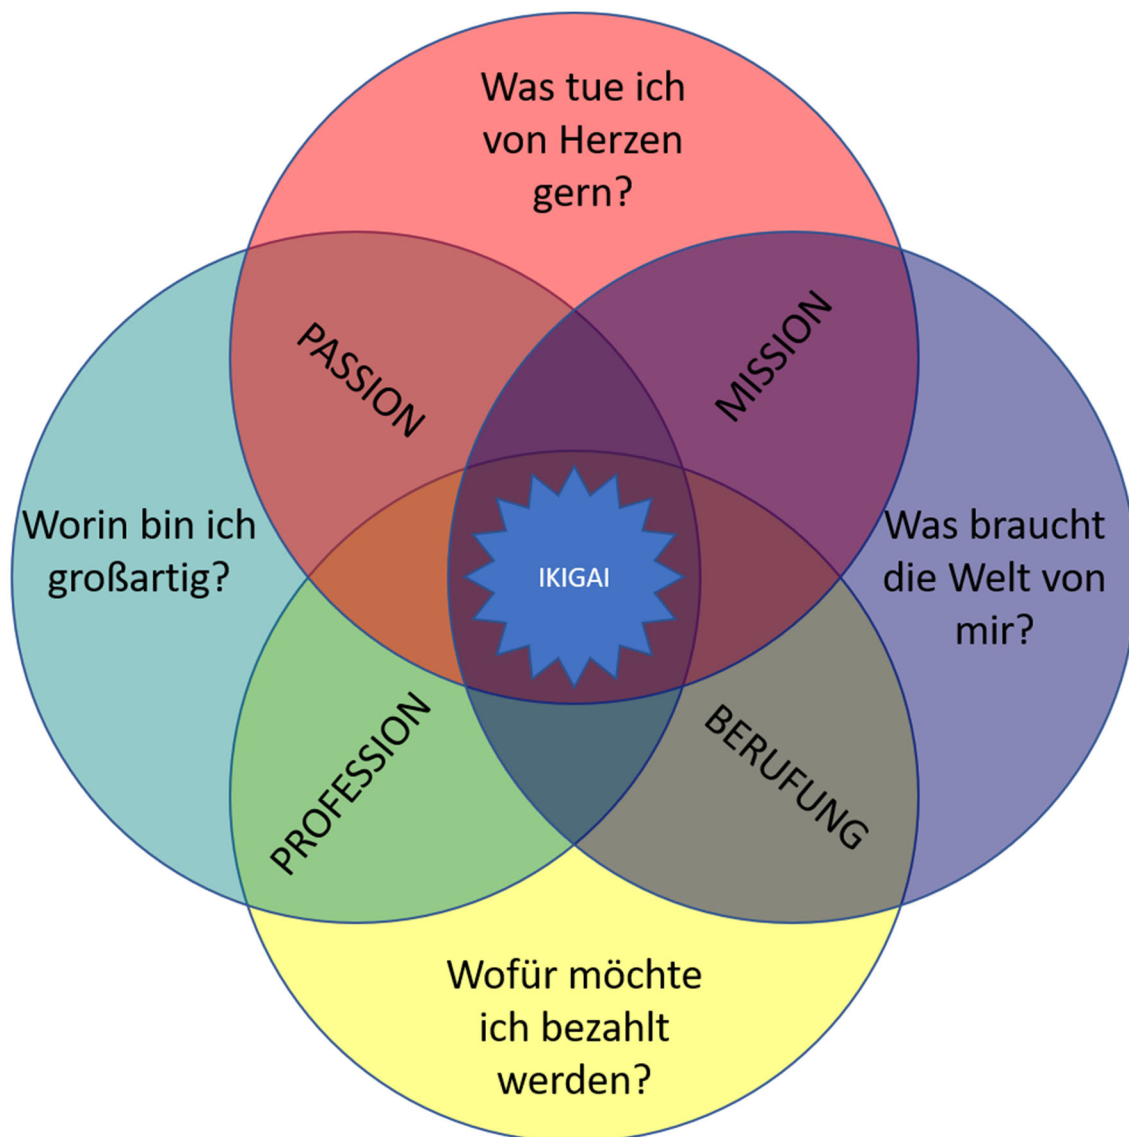 Was tue ich
von Herzen
gern?
PASSION
MISSION
Worin bin ich
großartig?
IKIGAI
Was braucht
die Welt von
mir?
PROFESSION
BERUFUNG
Wofür möchte
ich bezahlt
werden?